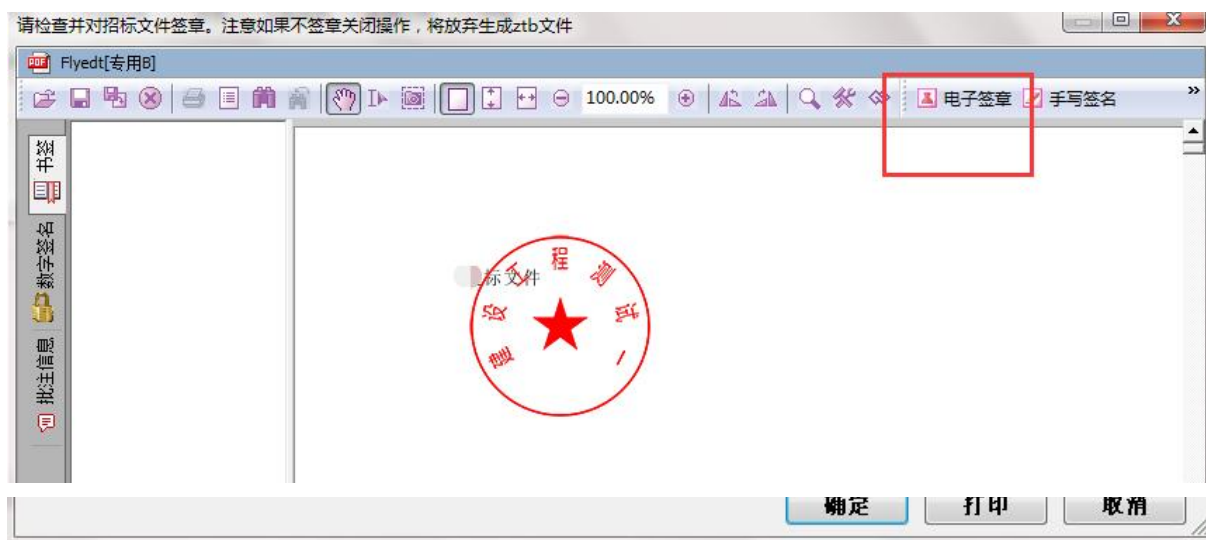 请检查并对招标文件签章。注意如果不签章关闭操作，将放弃生成ztb文件
Flyedt[专用B]
100.00% 电子签章 手写签名 »
书签
数字签名
批注信息
标文件
建设工程测试一
确定 打印 取消